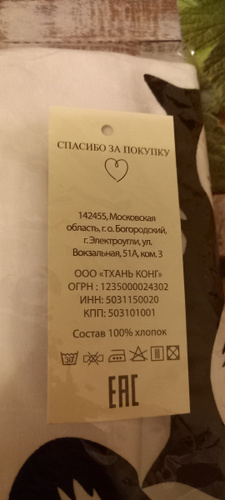 СПАСИБО ЗА ПОКУПКУ
142455, Московская
область, г. о. Богородский,
г. Электроугли, ул.
Вокзальная, 51А, ком. 3
ООО «ТХАНЬ КОНГ»
ОГРН : 1235000024302
ИНН: 5031150020
КПП: 503101001
Состав 100% хлопок
30
EAC